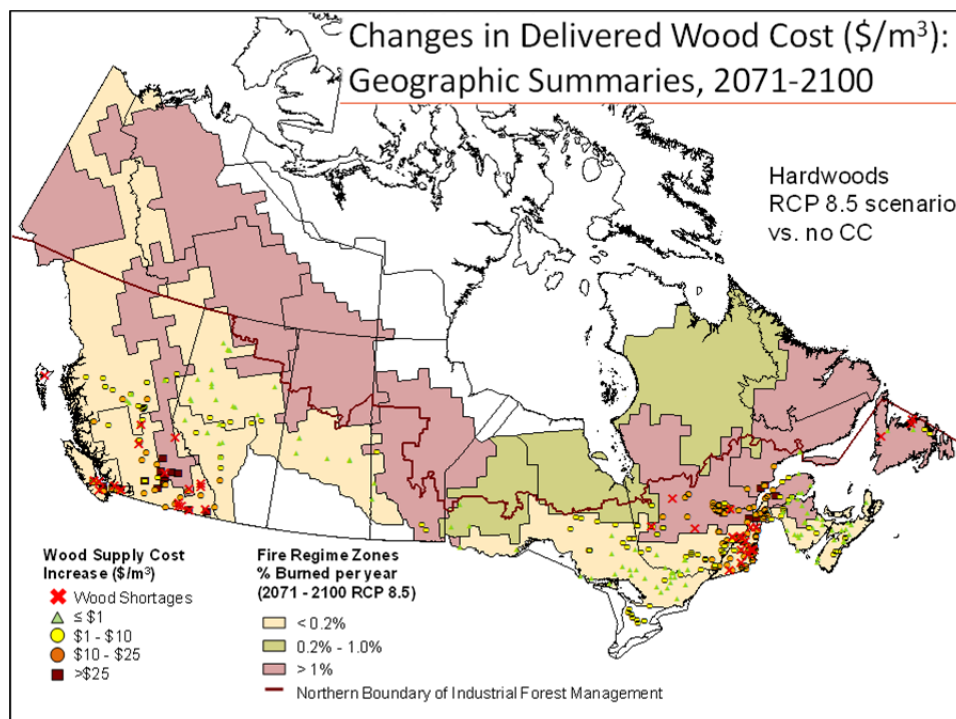 Changes in Delivered Wood Cost ($/m³):
Geographic Summaries, 2071-2100
Hardwoods
RCP 8.5 scenario
vs. no CC
Wood Supply Cost
Increase ($/m³)
Wood Shortages
≤ $1
$1 - $10
$10 - $25
>$25
Fire Regime Zones
% Burned per year
(2071 - 2100 RCP 8.5)
< 0.2%
0.2% - 1.0%
> 1%
Northern Boundary of Industrial Forest Management